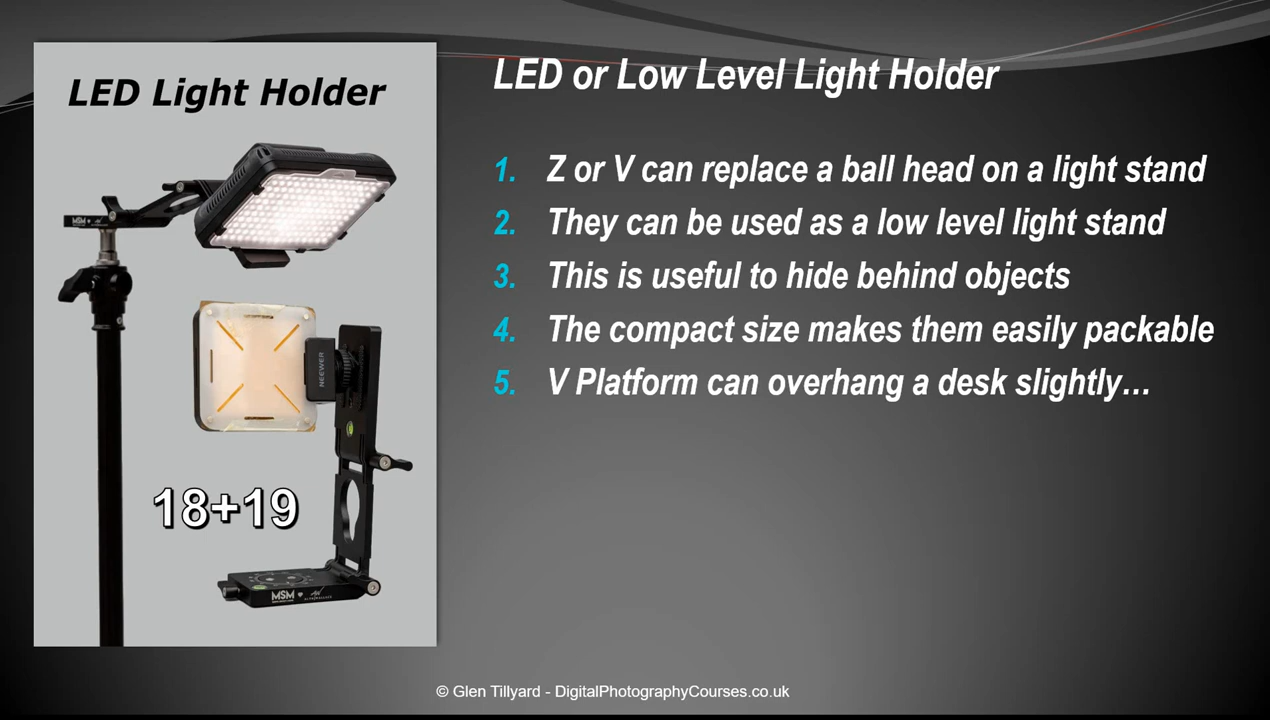 LED Light Holder
NEEWER
18+19
MSM
LED or Low Level Light Holder
1. Z or V can replace a ball head on a light stand
2. They can be used as a low level light stand
3. This is useful to hide behind objects
4. The compact size makes them easily packable
5. V Platform can overhang a desk slightly…
© Glen Tillyard - DigitalPhotographyCourses.co.uk